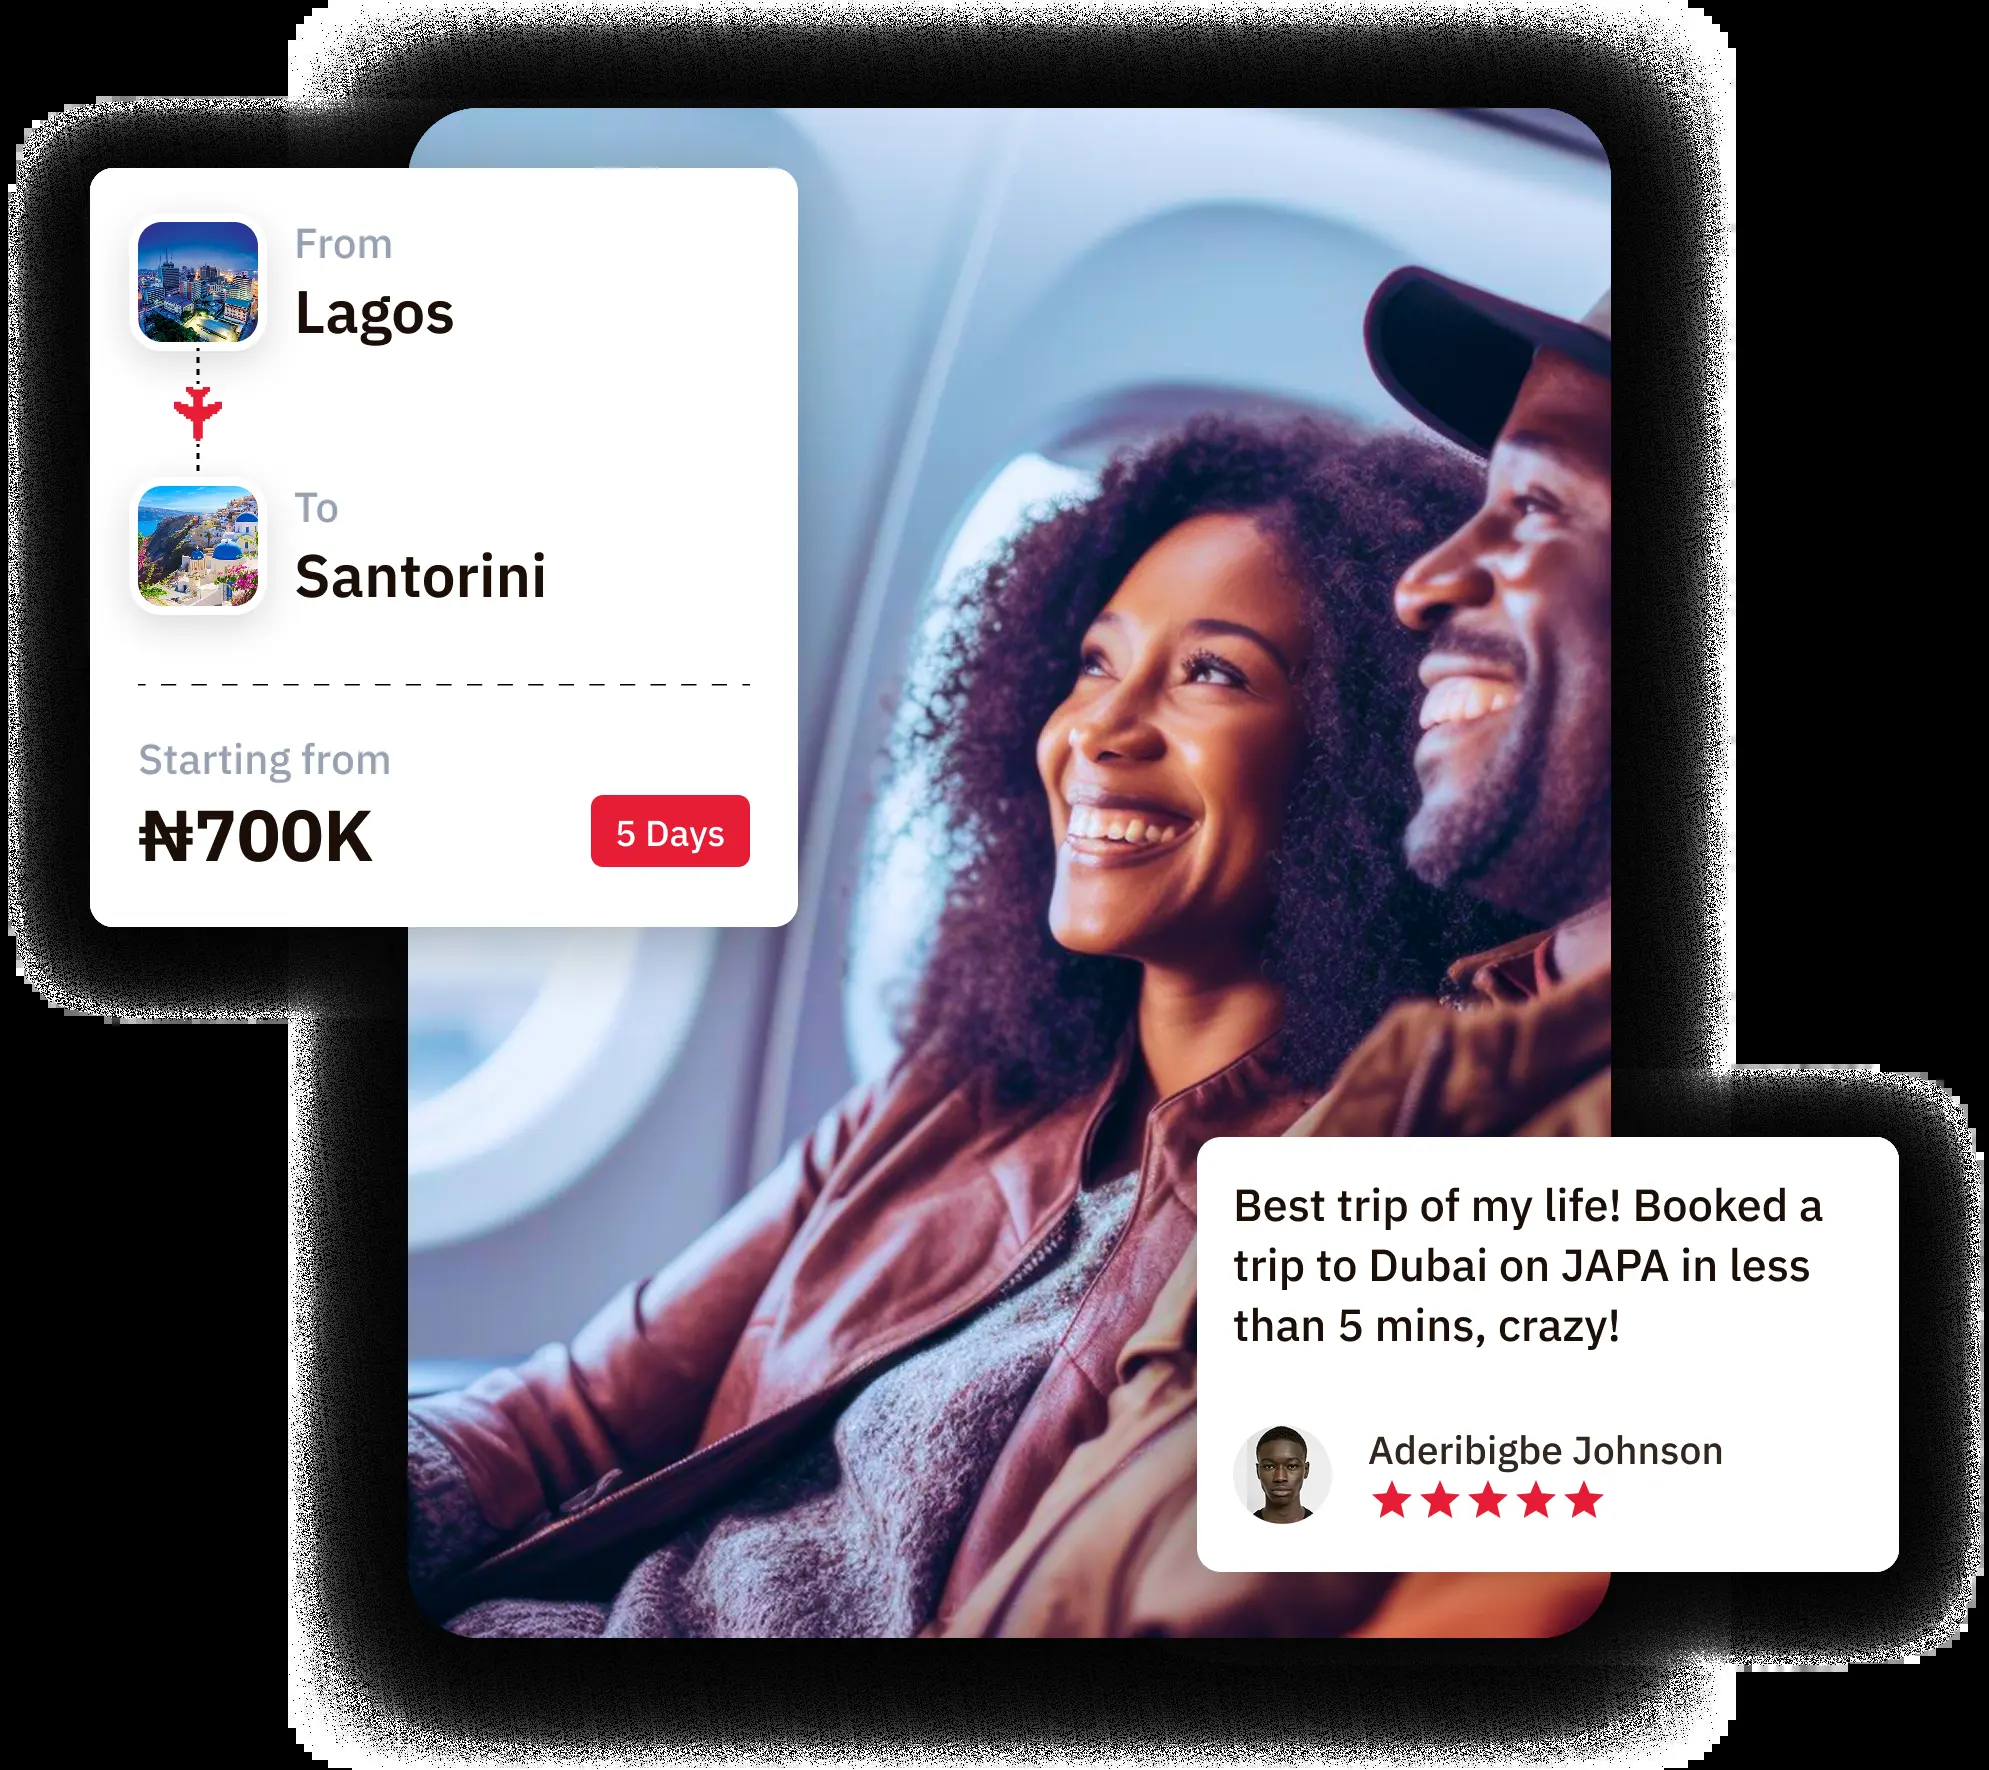 From
Lagos
To
Santorini
Starting from
₦700K
5 Days
Best trip of my life! Booked a
trip to Dubai on JAPA in less
than 5 mins, crazy!
Aderibigbe Johnson